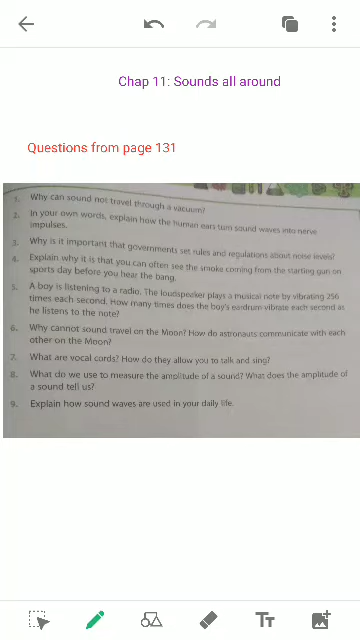 Chap 11: Sounds all around
Questions from page 131
1. Why can sound not travel through a vacuum?
2. In your own words, explain how the human ears turn sound waves into nerve
impulses.
3. Why is it important that governments set rules and regulations about noise levels?
4. Explain why it is that you can often see the smoke coming from the starting gun on
sports day before you hear the bang.
5. A boy is listening to a radio. The loudspeaker plays a musical note by vibrating 256
times each second. How many times does the boy's eardrum vibrate each second as
he listens to the note?
6. Why cannot sound travel on the Moon? How do astronauts communicate with each
other on the Moon?
7. What are vocal cords? How do they allow you to talk and sing?
8. What do we use to measure the amplitude of a sound? What does the amplitude of
a sound tell us?
9. Explain how sound waves are used in your daily life.
Tт